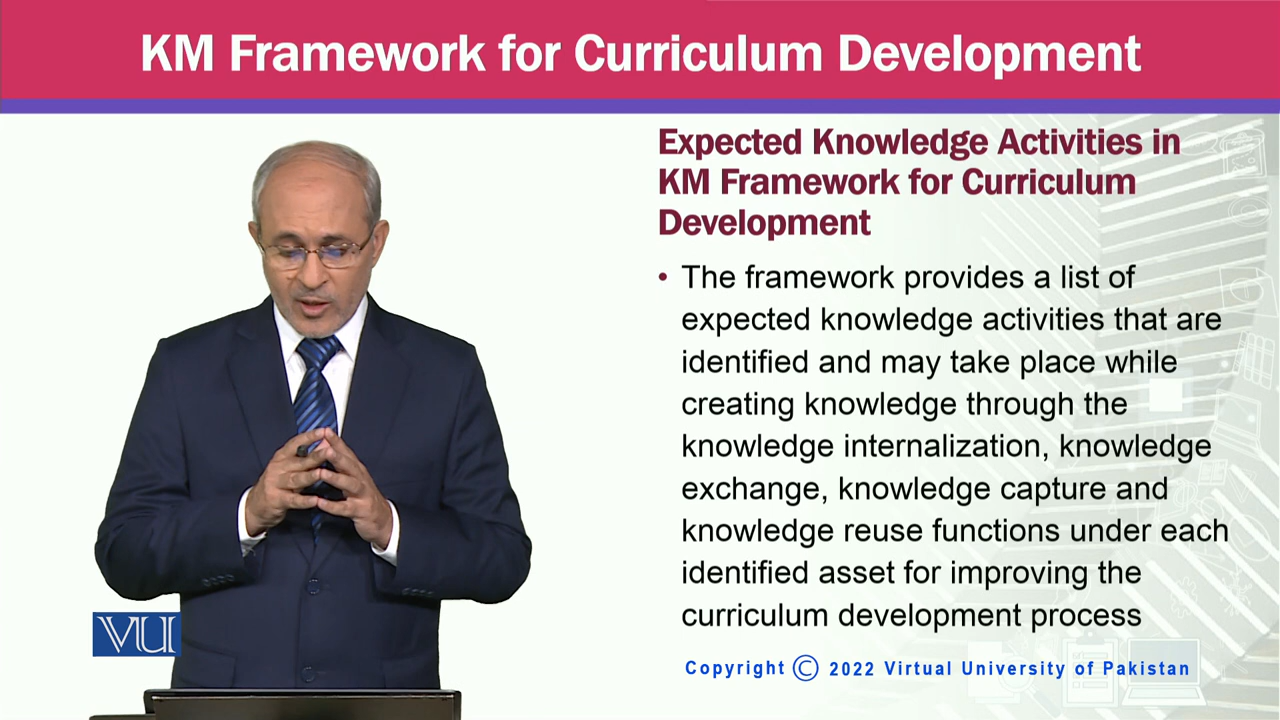 KM Framework for Curriculum Development
Expected Knowledge Activities in
KM Framework for Curriculum
Development
• The framework provides a list of
expected knowledge activities that are
identified and may take place while
creating knowledge through the
knowledge internalization, knowledge
exchange, knowledge capture and
knowledge reuse functions under each
identified asset for improving the
curriculum development process
VU
Copyright © 2022 Virtual University of Pakistan